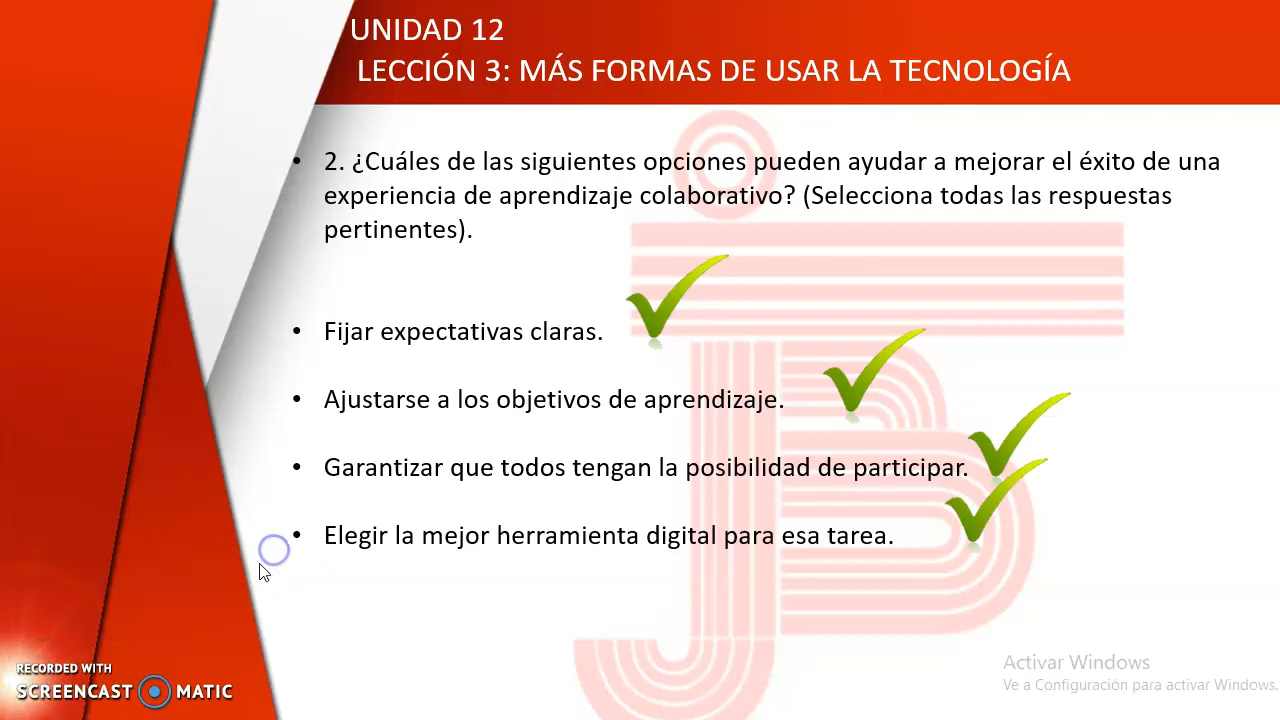 UNIDAD 12
LECCIÓN 3: MÁS FORMAS DE USAR LA TECNOLOGÍA
• 2. ¿Cuáles de las siguientes opciones pueden ayudar a mejorar el éxito de una
experiencia de aprendizaje colaborativo? (Selecciona todas las respuestas
pertinentes).
• Fijar expectativas claras.
• Ajustarse a los objetivos de aprendizaje.
• Garantizar que todos tengan la posibilidad de participar.
• Elegir la mejor herramienta digital para esa tarea.
Activar Windows
Ve a Configuración para activar Windows.
RECORDED WITH
SCREENCAST MATIC